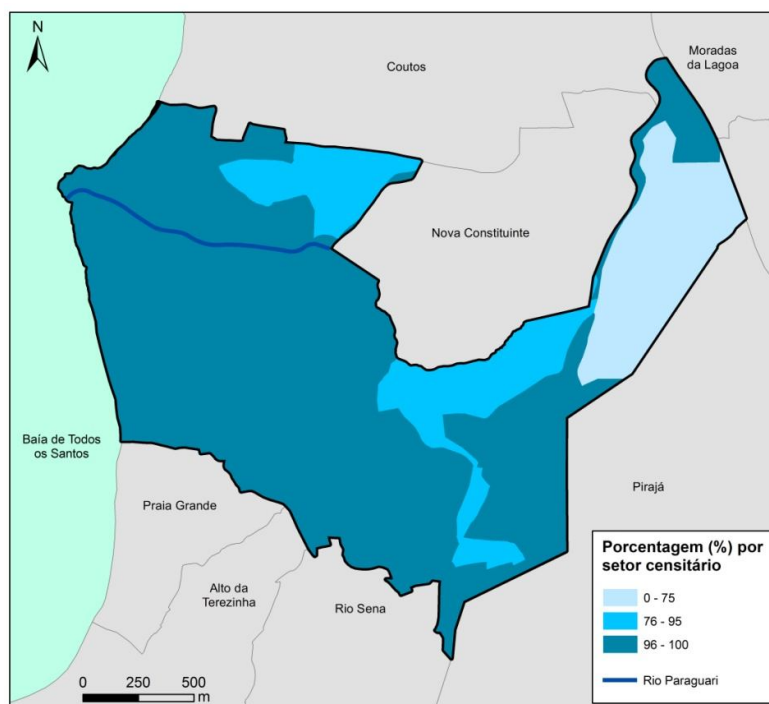 N
Coutos
Moradas
da Lagoa
Nova Constituinte
Baía de Todos
os Santos
Praia Grande
Pirajá
Alto da
Terezinha
Rio Sena
0 250 500
m
Porcentagem (%) por
setor censitário
0 - 75
76 - 95
96 - 100
Rio Paraguari